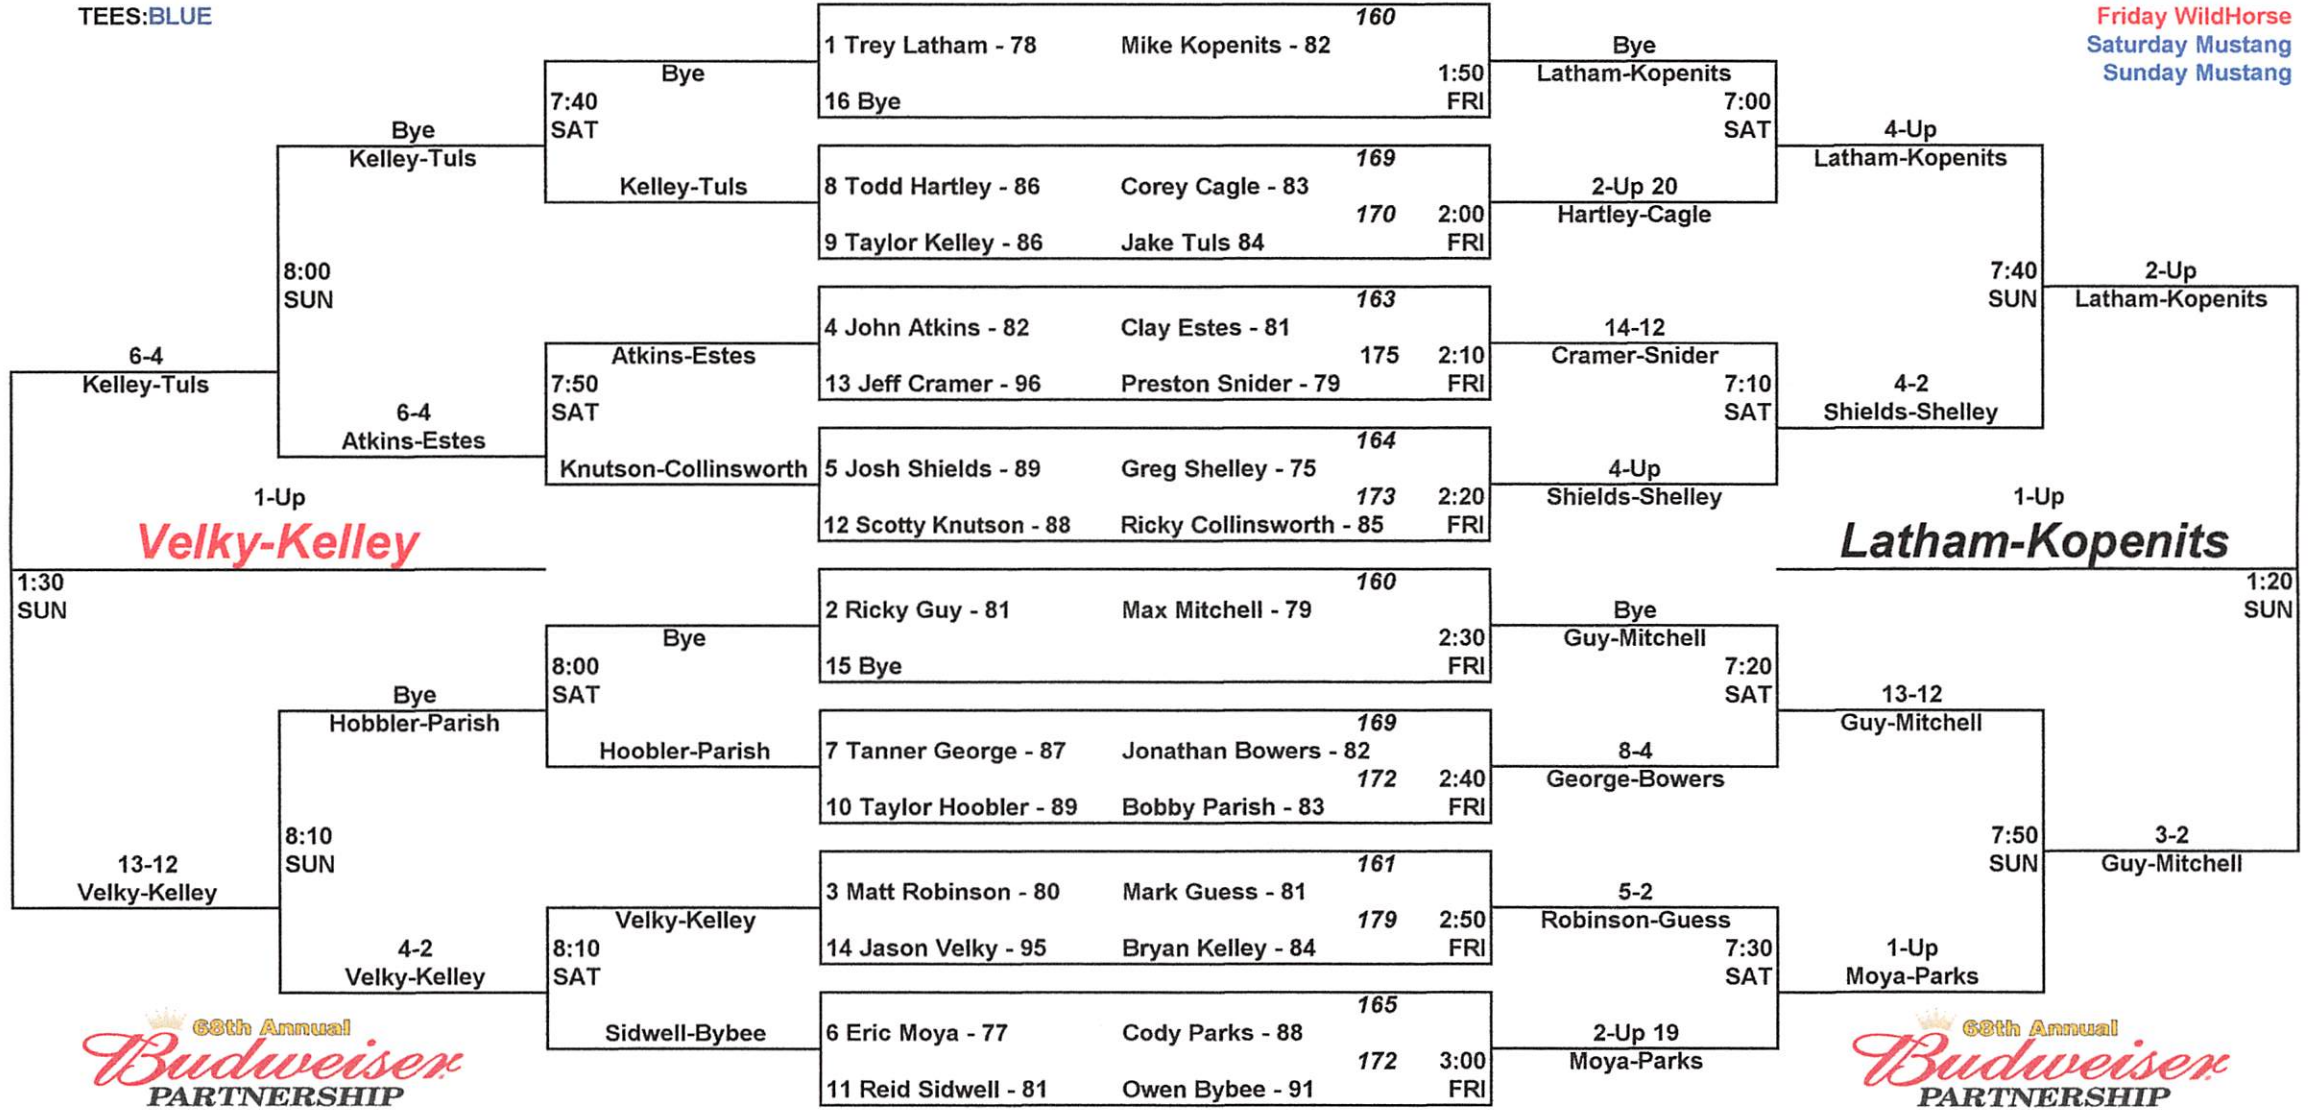 TEES:BLUE
Friday WildHorse
Saturday Mustang
Sunday Mustang
160
1 Trey Latham - 78 Mike Kopenits - 82
1:50
16 Bye FRI
169
8 Todd Hartley - 86 Corey Cagle - 83
170 2:00
9 Taylor Kelley - 86 Jake Tuls 84 FRI
163
4 John Atkins - 82 Clay Estes - 81
175 2:10
13 Jeff Cramer - 96 Preston Snider - 79 FRI
164
5 Josh Shields - 89 Greg Shelley - 75
173 2:20
12 Scotty Knutson - 88 Ricky Collinsworth - 85 FRI
160
2 Ricky Guy - 81 Max Mitchell - 79
2:30
15 Bye FRI
169
7 Tanner George - 87 Jonathan Bowers - 82
172 2:40
10 Taylor Hoobler - 89 Bobby Parish - 83 FRI
161
3 Matt Robinson - 80 Mark Guess - 81
179 2:50
14 Jason Velky - 95 Bryan Kelley - 84 FRI
165
6 Eric Moya - 77 Cody Parks - 88
172 3:00
11 Reid Sidwell - 81 Owen Bybee - 91 FRI
Bye
7:40
SAT
Kelley-Tuls
Atkins-Estes
7:50
SAT
Knutson-Collinsworth
Bye
8:00
SAT
Hoobler-Parish
Velky-Kelley
8:10
SAT
Sidwell-Bybee
Bye
Kelley-Tuls
8:00
SUN
6-4
Atkins-Estes
Bye
Hobbler-Parish
8:10
SUN
4-2
Velky-Kelley
6-4
Kelley-Tuls
1-Up
Velky-Kelley
1:30
SUN
13-12
Velky-Kelley
Bye
Latham-Kopenits
7:00
SAT
2-Up 20
Hartley-Cagle
14-12
Cramer-Snider
7:10
SAT
4-Up
Shields-Shelley
Bye
Guy-Mitchell
7:20
SAT
8-4
George-Bowers
5-2
Robinson-Guess
7:30
SAT
2-Up 19
Moya-Parks
4-Up
Latham-Kopenits
7:40
SUN
4-2
Shields-Shelley
13-12
Guy-Mitchell
7:50
SUN
1-Up
Moya-Parks
2-Up
Latham-Kopenits
1-Up
Latham-Kopenits
1:20
SUN
3-2
Guy-Mitchell
68th Annual
Budweiser
PARTNERSHIP
68th Annual
Budweiser
PARTNERSHIP